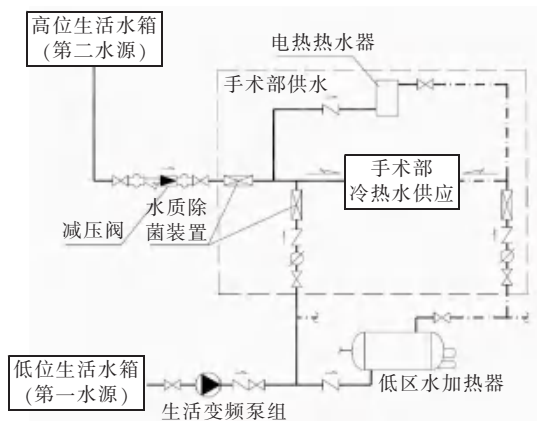 高位生活水箱
(第二水源)
电热热水器
手术部供水
手术部
冷热水供应
减压阀
水质除
菌装置
低位生活水箱
(第一水源)
生活变频泵组
低区水加热器